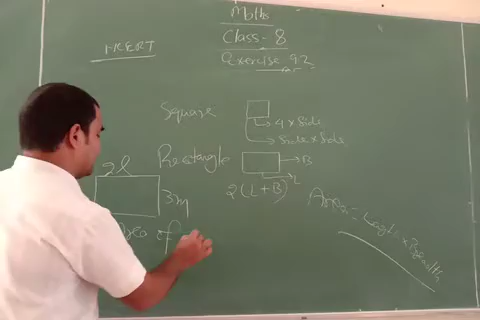 Maths
Class - 8
NCERT
Exercise 9.2
Square
4 × Side
Side × Side
Rectangle
B
L
2(L + B)
2l
3m
Area = Length × Breadth
Area of